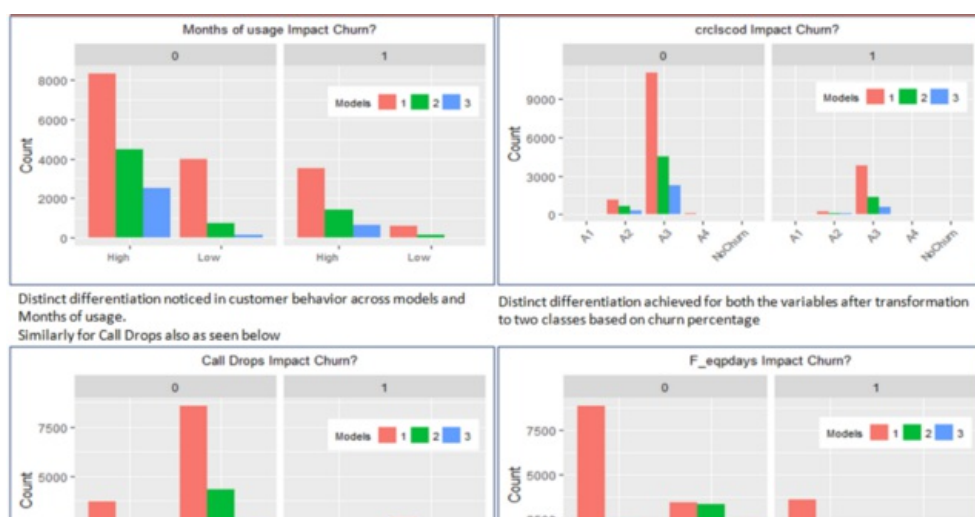 Months of usage Impact Churn?
0
1
8000
6000
4000
2000
0
Count
Models 1 2 3
High
Low
High
Low
crclscod Impact Churn?
0
1
9000
6000
3000
0
Count
Models 1 2 3
A1
A2
A3
A4
NoChurn
A1
A2
A3
A4
NoChurn
Distinct differentiation noticed in customer behavior across models and
Months of usage.
Similarly for Call Drops also as seen below
Distinct differentiation achieved for both the variables after transformation
to two classes based on churn percentage
Call Drops Impact Churn?
0
1
7500
5000
Count
Models 1 2 3
F_eqpdays Impact Churn?
0
1
7500
5000
Count
Models 1 2 3